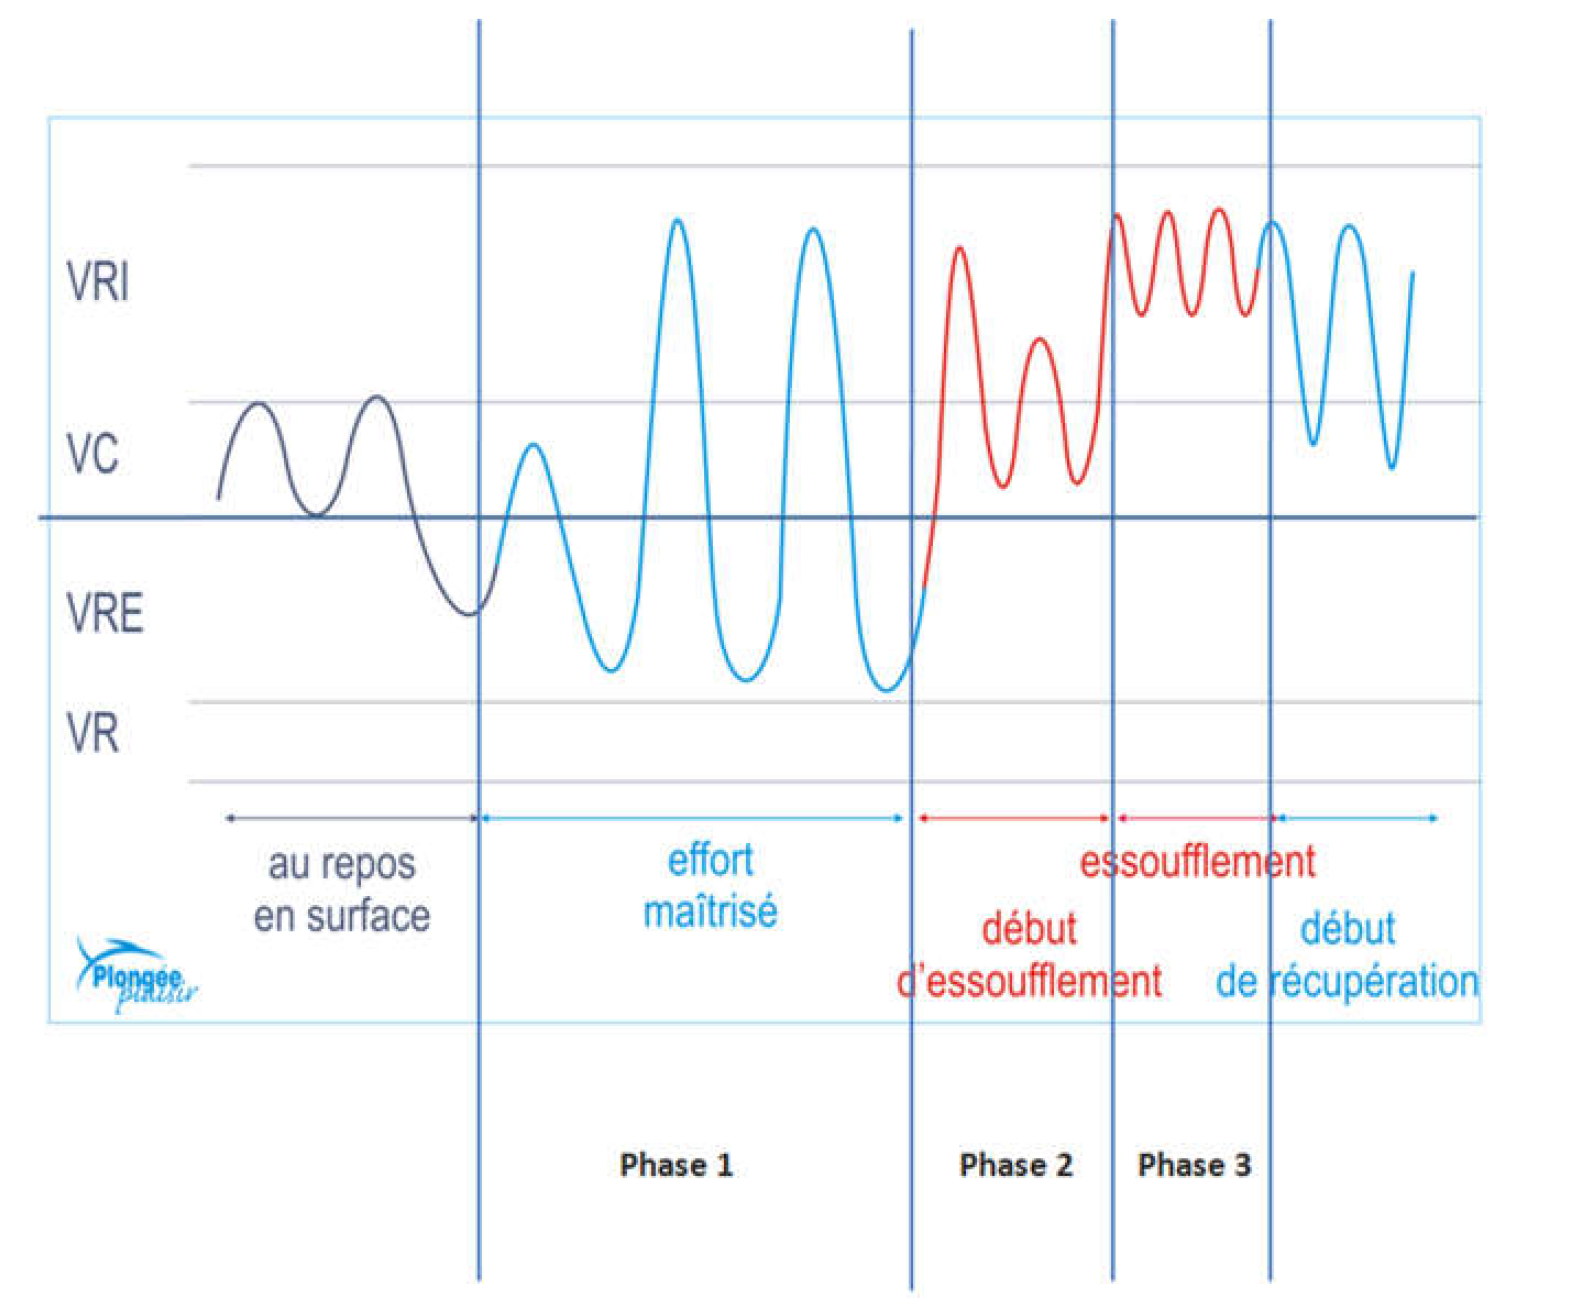 VRI
VC
VRE
VR
au repos
en surface
effort
maîtrisé
essoufflement
début
d'essoufflement
début
de récupération
Plongée
plaisir
Phase 1
Phase 2
Phase 3